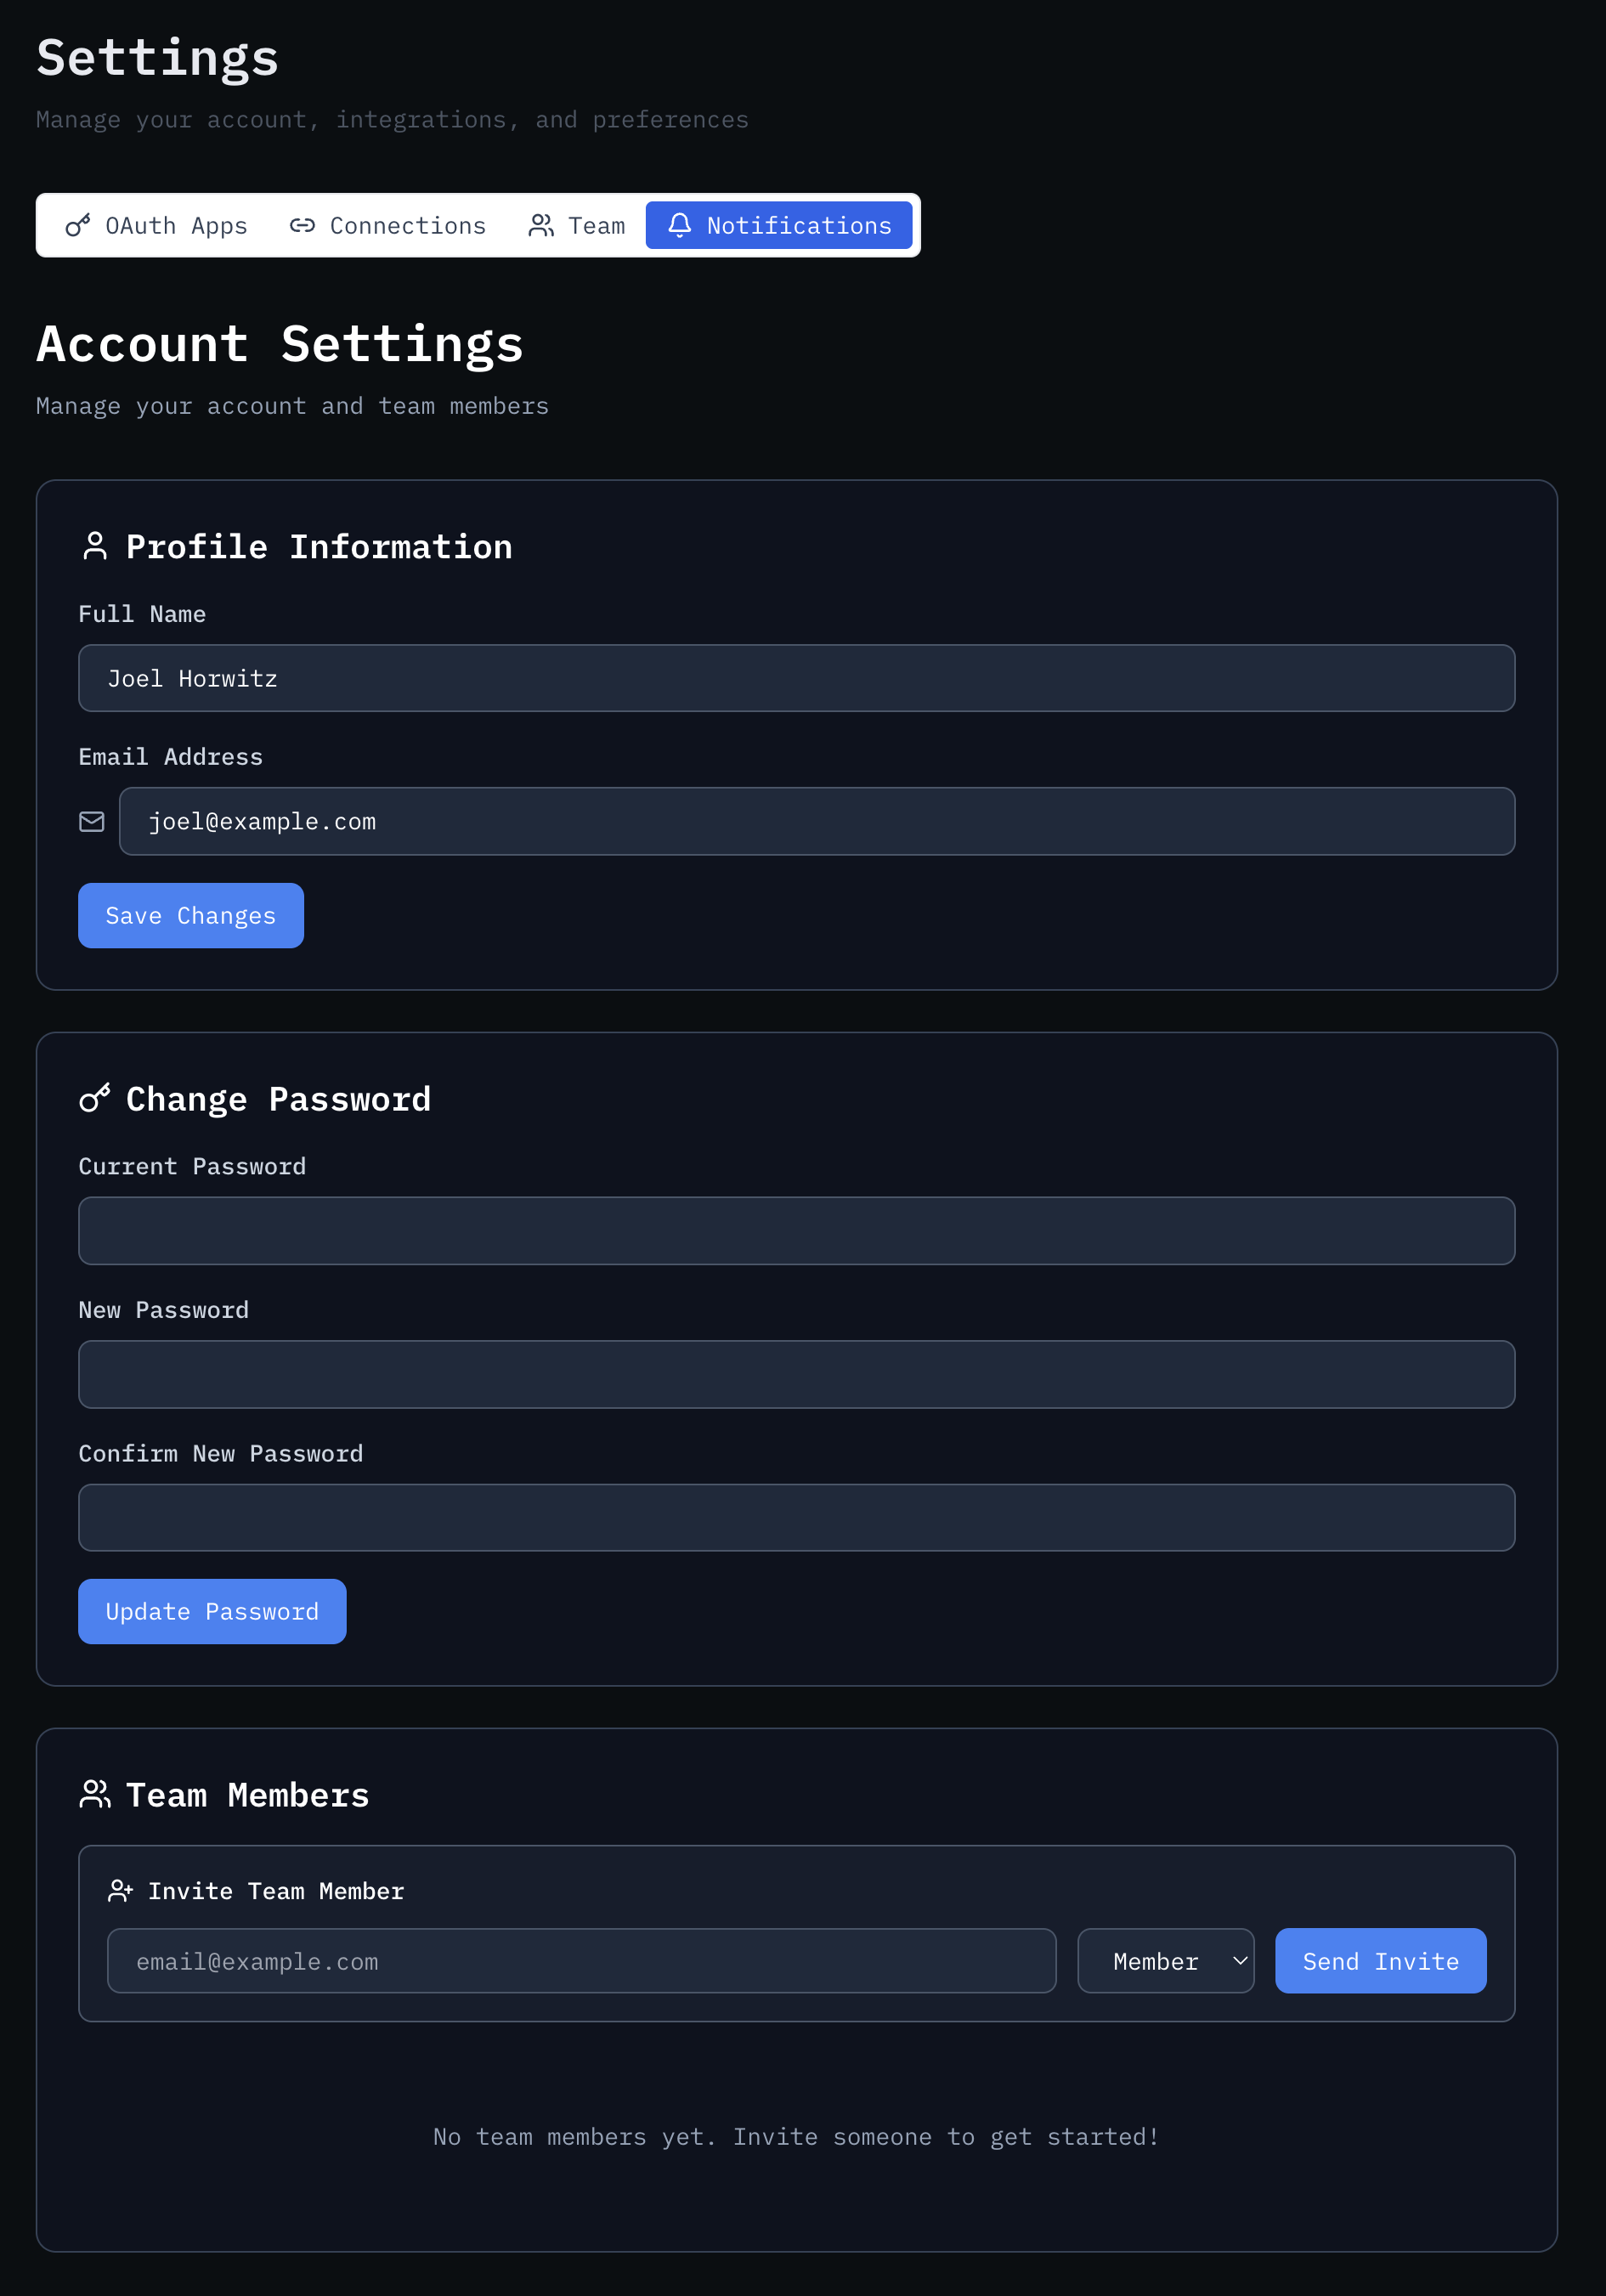 Settings
Manage your account, integrations, and preferences
OAuth Apps Connections Team Notifications
Account Settings
Manage your account and team members
Profile Information
Full Name
Joel Horwitz
Email Address
joel@example.com
Save Changes
Change Password
Current Password
New Password
Confirm New Password
Update Password
Team Members
Invite Team Member
email@example.com Member Send Invite
No team members yet. Invite someone to get started!